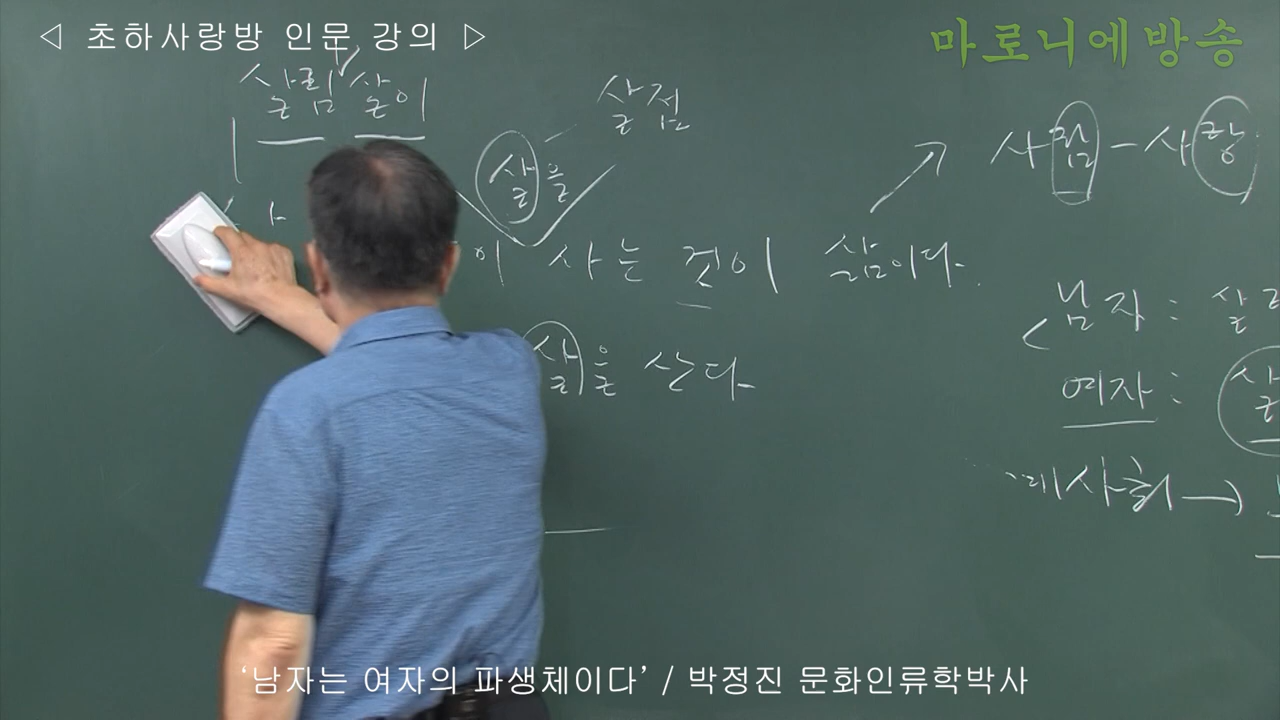 ◁ 초하사랑방 인문 강의 ▷
마로니에방송
살림살이
살점
살을
사람 - 사랑
이 사는 것이 삶이다.
남자 : 살
살을 산다
여자 : 살
사회 →
‘남자는 여자의 파생체이다’ / 박정진 문화인류학박사